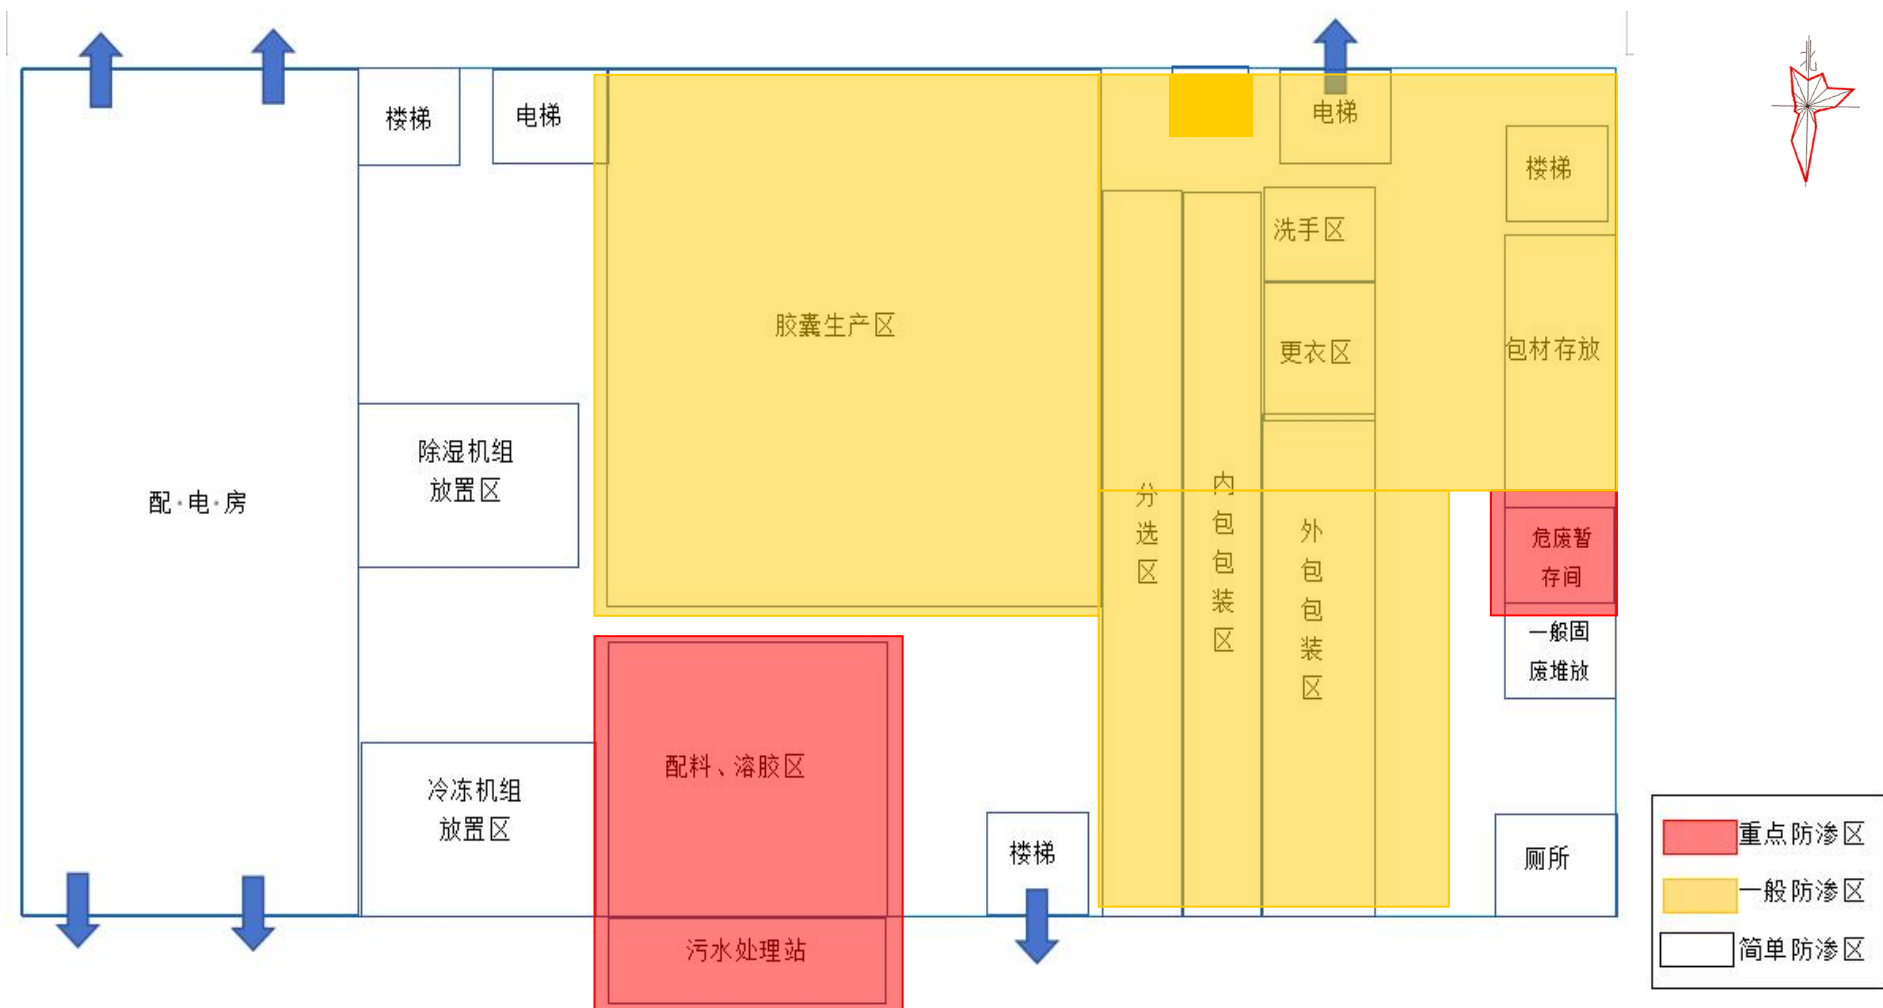 北
楼梯
电梯
电梯
楼梯
洗手区
胶囊生产区
更衣区
包材存放
除湿机组
放置区
配·电·房
分选区
内包包装区
外包包装区
危废暂
存间
一般固
废堆放
配料、溶胶区
冷冻机组
放置区
楼梯
厕所
污水处理站
重点防渗区
一般防渗区
简单防渗区